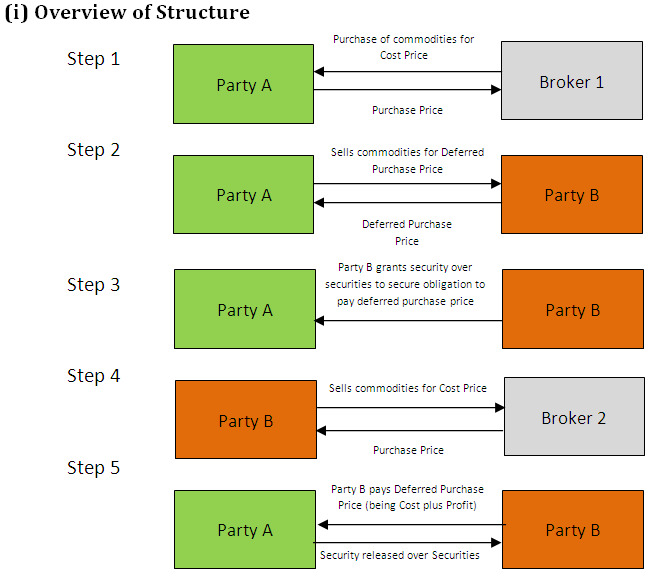 (i) Overview of Structure
Step 1
Purchase of commodities for
Cost Price
Party A
Broker 1
Purchase Price
Step 2
Sells commodities for Deferred
Purchase Price
Party A
Party B
Deferred Purchase
Price
Step 3
Party B grants security over
securities to secure obligation to
pay deferred purchase price
Party A
Party B
Step 4
Sells commodities for Cost Price
Party B
Broker 2
Purchase Price
Step 5
Party B pays Deferred Purchase
Price (being Cost plus Profit)
Party A
Party B
Security released over Securities